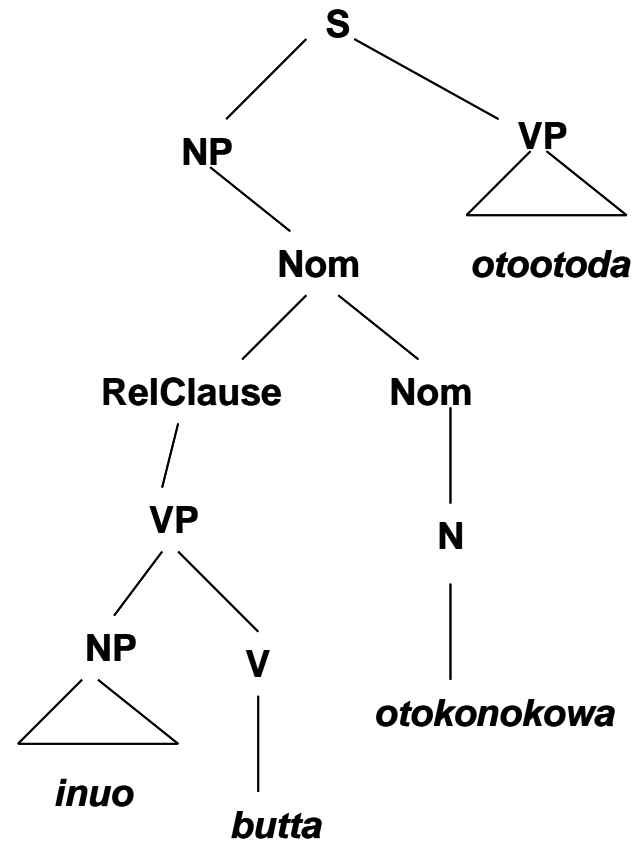 S
NP VP
Nom otootoda
RelClause Nom
VP N
NP V
otokonokowa
inuo
butta